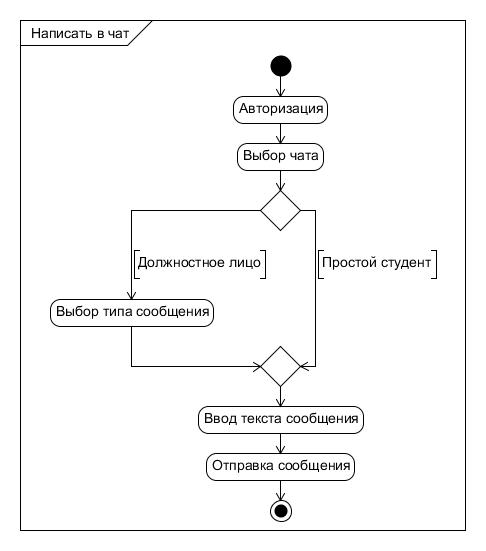 Написать в чат
Авторизация
Выбор чата
[Должностное лицо]
[Простой студент]
Выбор типа сообщения
Ввод текста сообщения
Отправка сообщения